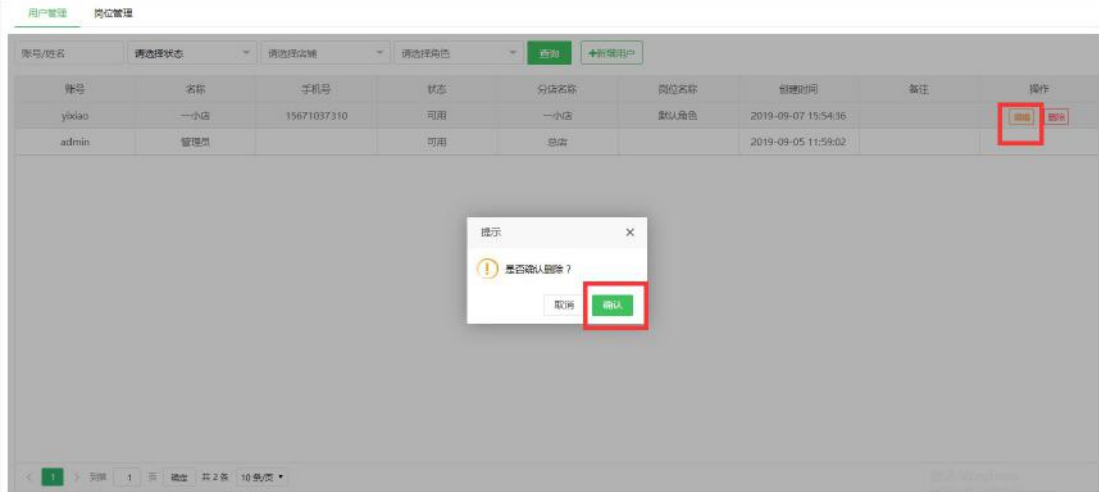 用户管理 岗位管理
账号/姓名 请选择状态 请选择店铺 请选择角色 查询 +新增用户
账号 名称 手机号 状态 分店名称 岗位名称 创建时间 备注 操作
yixiao 一小店 15671037310 可用 一小店 默认角色 2019-09-07 15:54:36 编辑 删除
admin 管理员 可用 总店 2019-09-05 11:59:02
提示
是否确认删除？
取消 确认
1 到第 1 页 确定 共 2 条 10 条/页